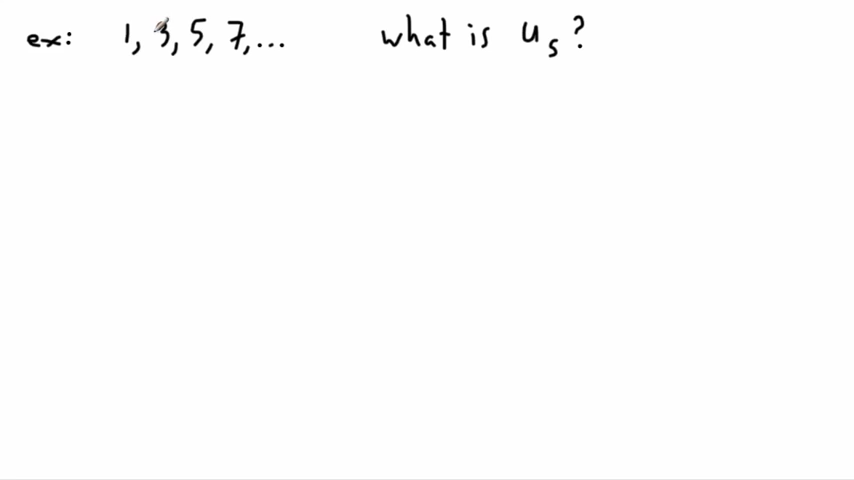 ex: 1, 3, 5, 7, ... what is u₅?